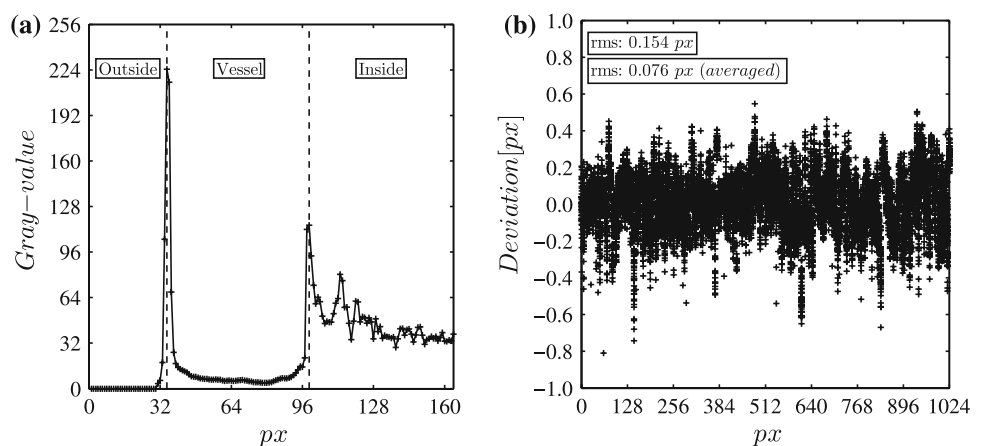 (a)
256
224
192
160
128
96
64
32
0
Gray−value
Outside
Vessel
Inside
0 32 64 96 128 160
px
(b)
1.0
0.8
0.6
0.4
0.2
0.0
−0.2
−0.4
−0.6
−0.8
−1.0
Deviation[px]
rms: 0.154 px
rms: 0.076 px (averaged)
0 128 256 384 512 640 768 896 1024
px